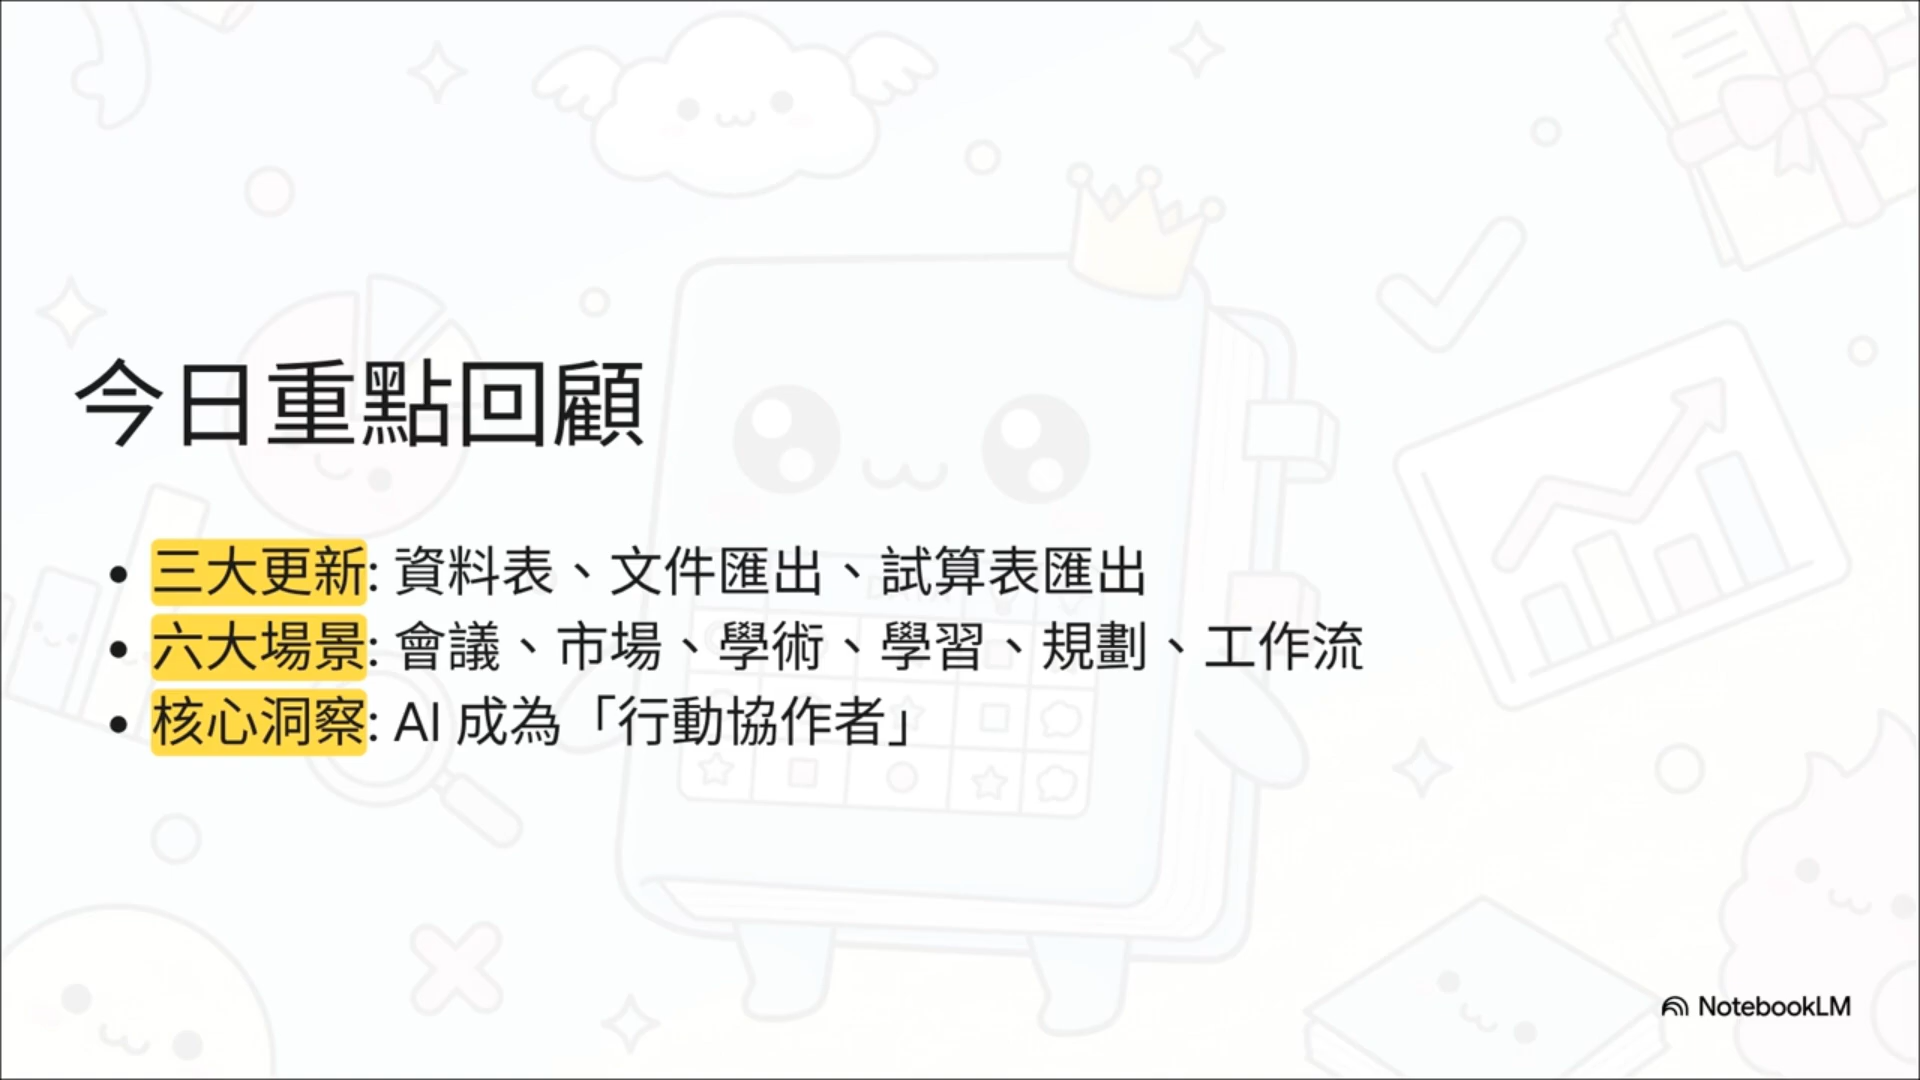 今日重點回顧
• 三大更新: 資料表、文件匯出、試算表匯出
• 六大場景: 會議、市場、學術、學習、規劃、工作流
• 核心洞察: AI 成為「行動協作者」
NotebookLM